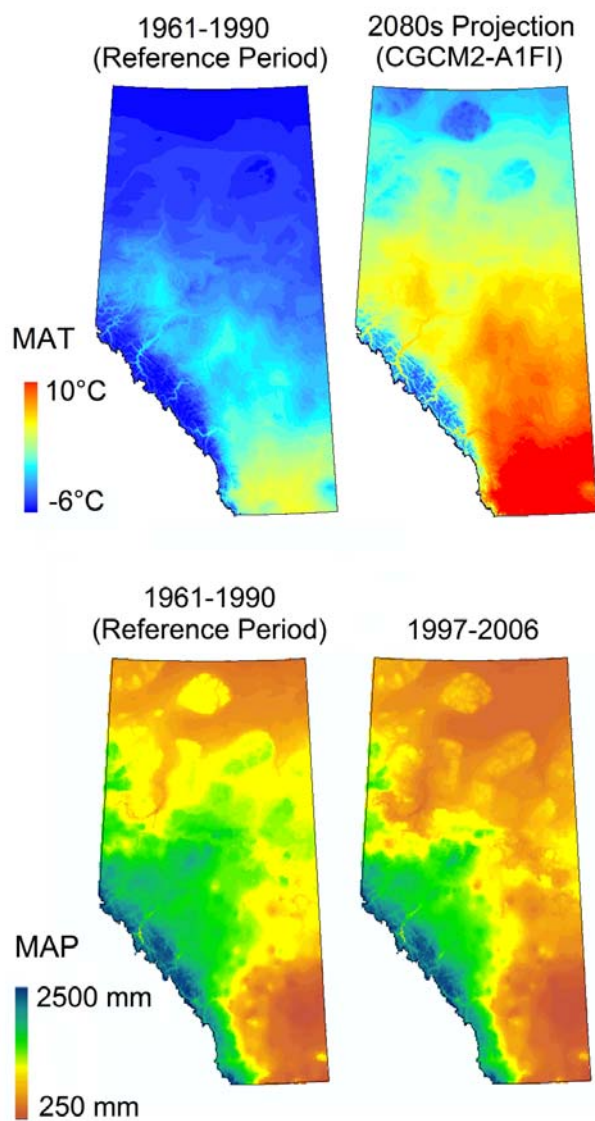 1961-1990
(Reference Period)
2080s Projection
(CGCM2-A1FI)
MAT
10°C
-6°C
1961-1990
(Reference Period)
1997-2006
MAP
2500 mm
250 mm